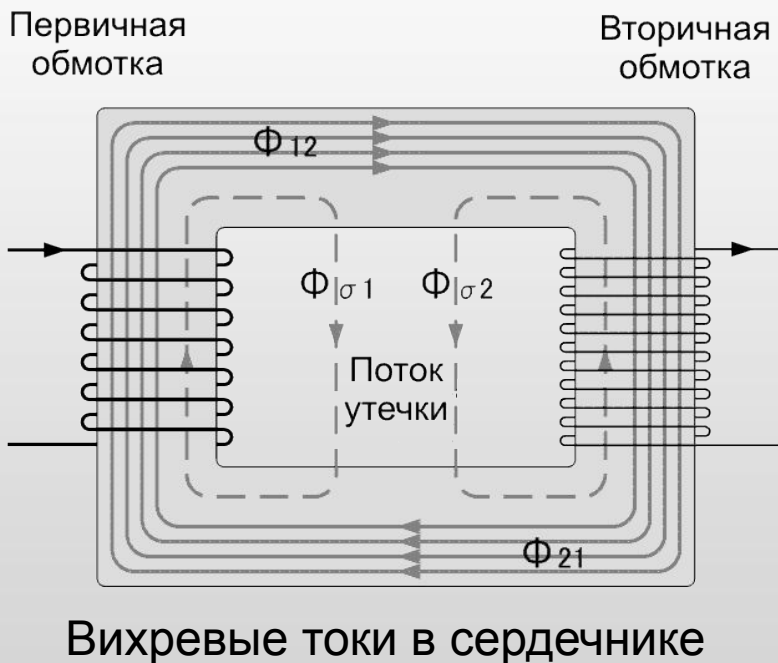 Первичная
обмотка
Вторичная
обмотка
Φ12
Φσ1
Φσ2
Поток
утечки
Φ21
Вихревые токи в сердечнике